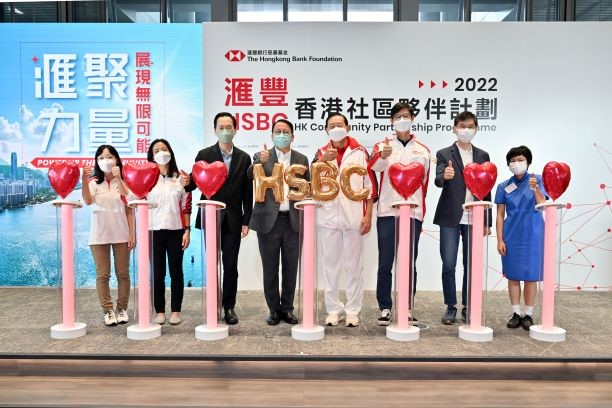 匯聚
力量
展現無限可能
POWER UP THE
滙豐銀行慈善基金
The Hongkong Bank Foundation
2022
滙豐
HSBC
香港社區夥伴計劃
HK Community Partnership Programme
HSBC